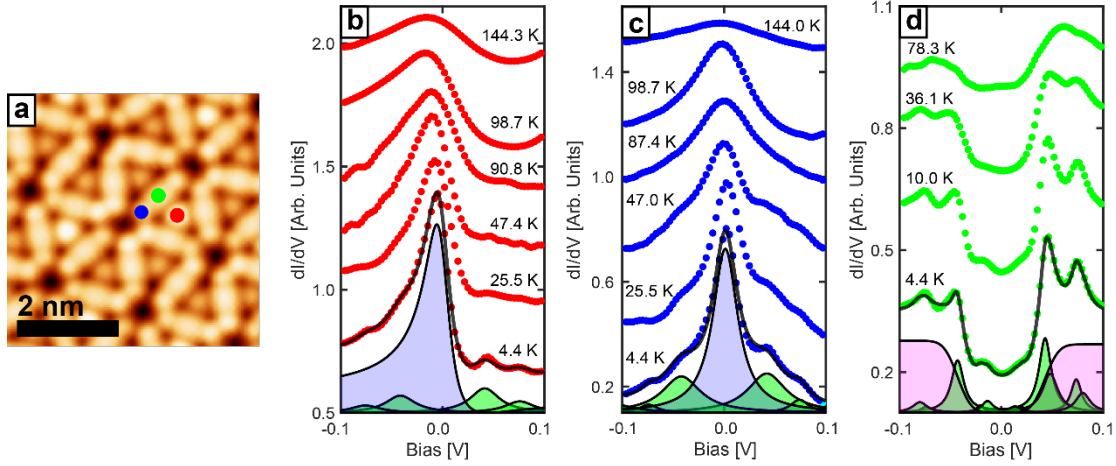 a
2 nm
b
2.0
1.5
1.0
0.5
dI/dV [Arb. Units]
144.3 K
98.7 K
90.8 K
47.4 K
25.5 K
4.4 K
-0.1
0.0
0.1
Bias [V]
c
1.4
1.0
0.6
0.2
dI/dV [Arb. Units]
144.0 K
98.7 K
87.4 K
47.0 K
25.5 K
4.4 K
-0.1
0.0
0.1
Bias [V]
d
1.1
0.8
0.5
0.2
dI/dV [Arb. Units]
78.3 K
36.1 K
10.0 K
4.4 K
-0.1
0.0
0.1
Bias [V]